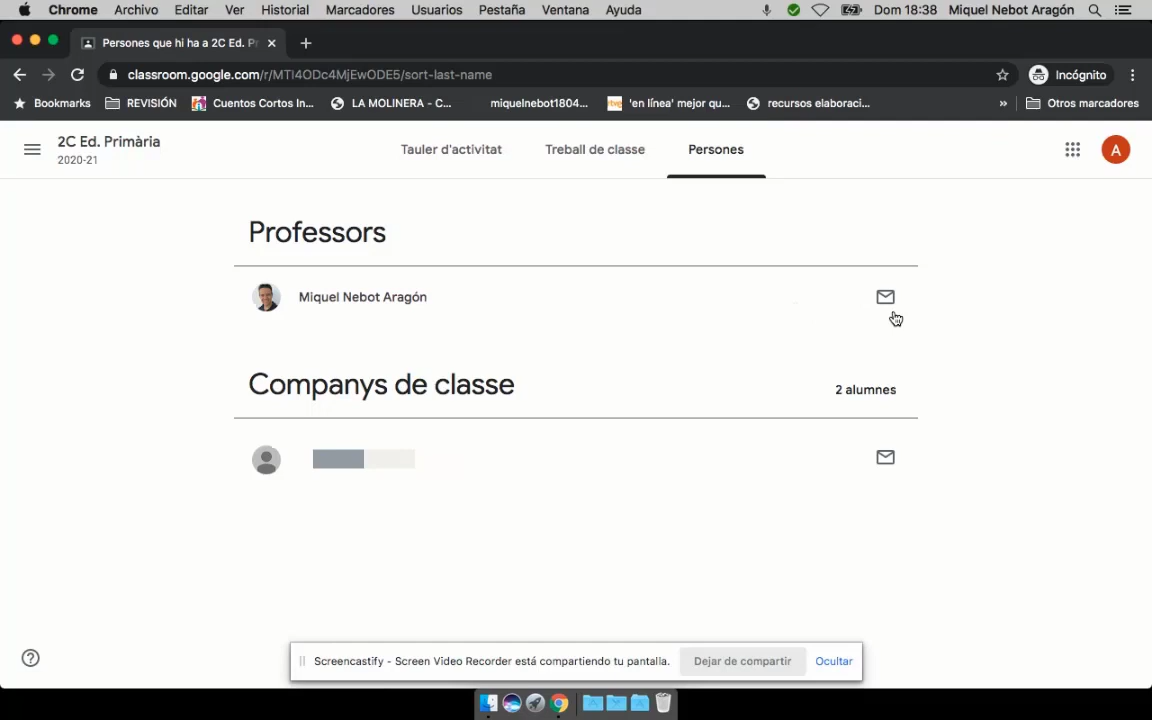 Chrome Archivo Editar Ver Historial Marcadores Usuarios Pestaña Ventana Ayuda Dom 18:38 Miquel Nebot Aragón
Persones que hi ha a 2C Ed. Pr
classroom.google.com/r/MTI4ODc4MjEwODE5/sort-last-name Incógnito
Bookmarks REVISIÓN Cuentos Cortos In... LA MOLINERA - C... miquelnebot1804... rtve 'en línea' mejor qu... recursos elaboraci... » Otros marcadores
2C Ed. Primària
2020-21
Tauler d'activitat Treball de classe Persones A
Professors
Miquel Nebot Aragón
Companys de classe 2 alumnes
Screencastify - Screen Video Recorder está compartiendo tu pantalla. Dejar de compartir Ocultar